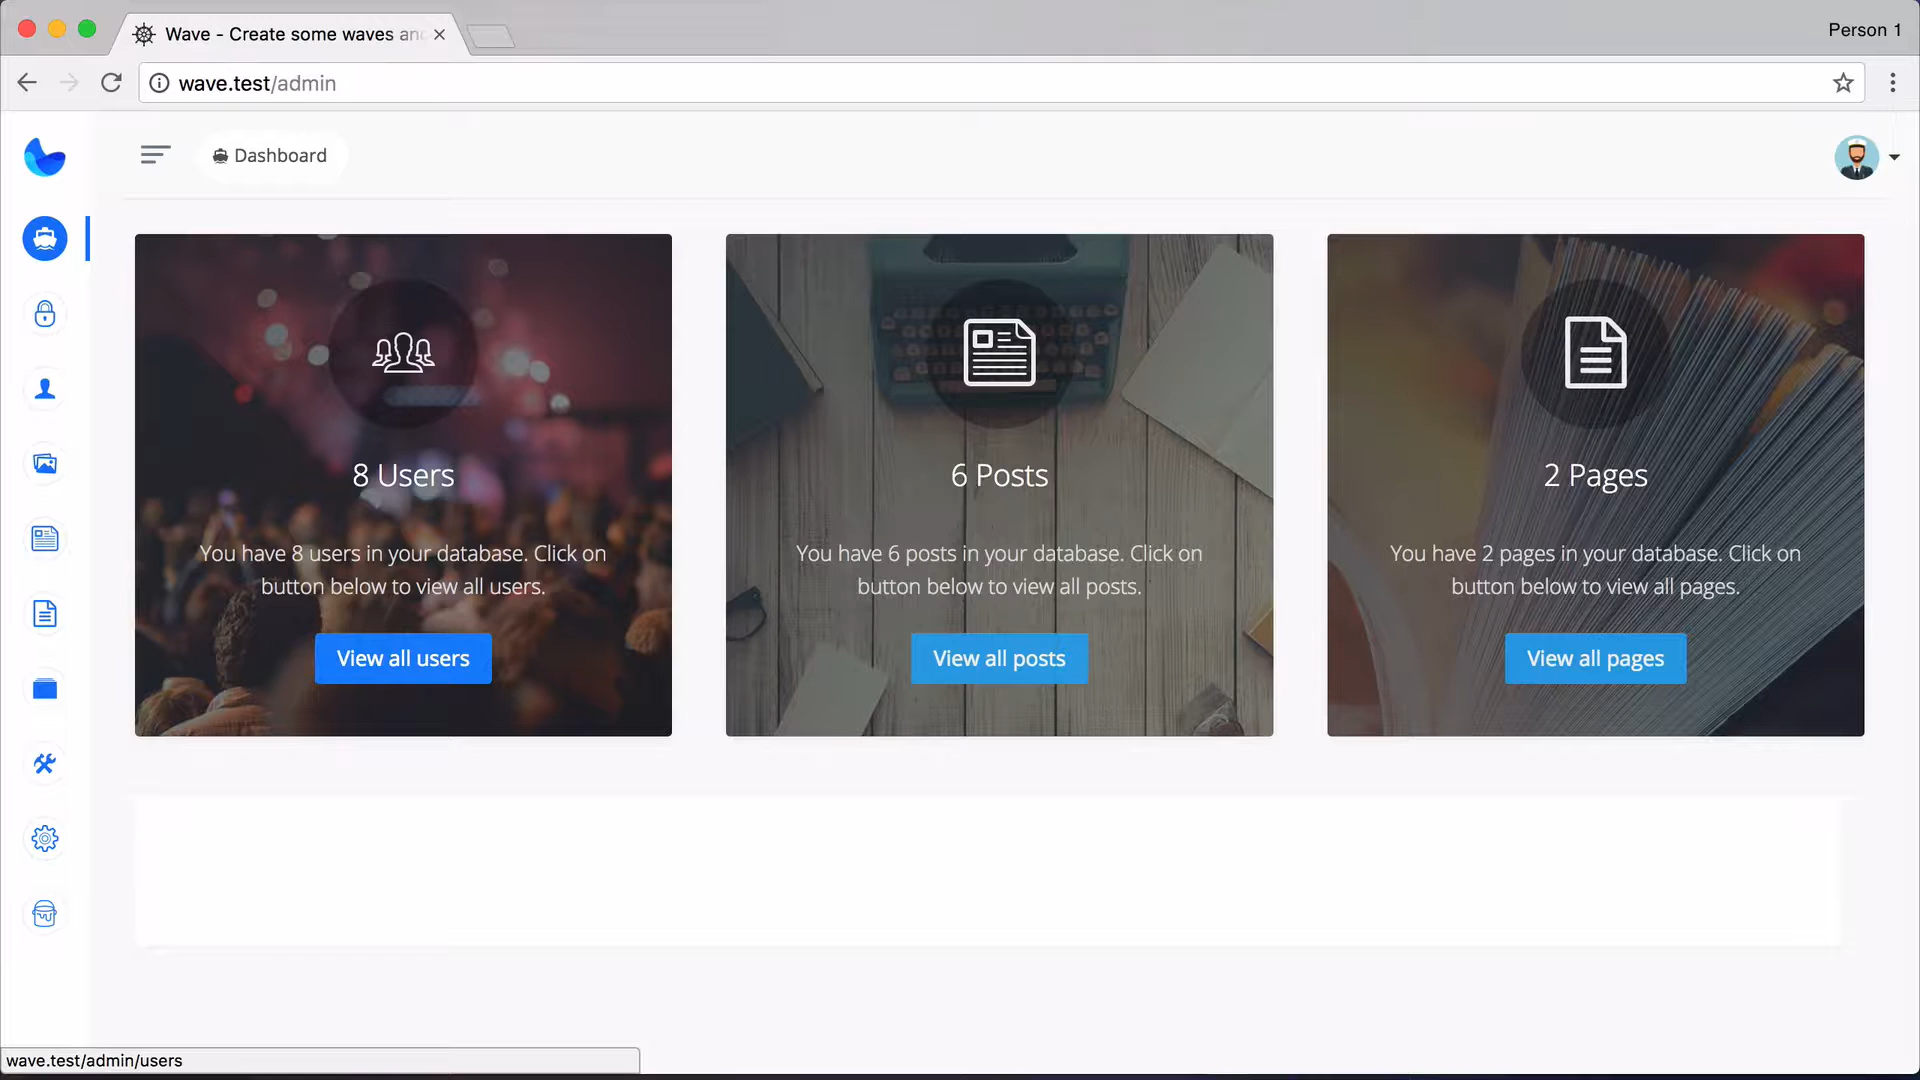 Wave - Create some waves an
Person 1
wave.test/admin
Dashboard
8 Users
You have 8 users in your database. Click on
button below to view all users.
View all users
6 Posts
You have 6 posts in your database. Click on
button below to view all posts.
View all posts
2 Pages
You have 2 pages in your database. Click on
button below to view all pages.
View all pages
wave.test/admin/users